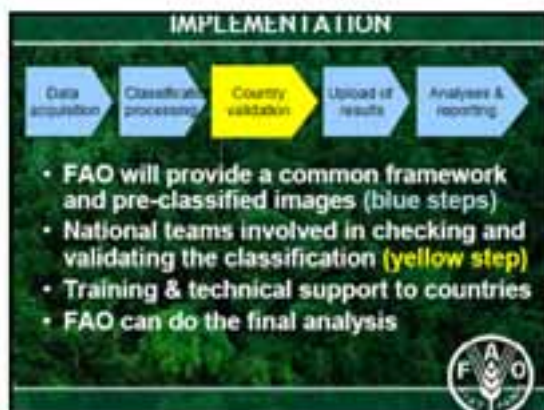 IMPLEMENTATION
Data
acquisition
processing
Country
validation
Upload of
results
Analyses &
reporting
• FAO will provide a common framework
and pre-classified images (blue steps)
• National teams involved in checking and
validating the classification (yellow step)
• Training & technical support to countries
• FAO can do the final analysis
F A O